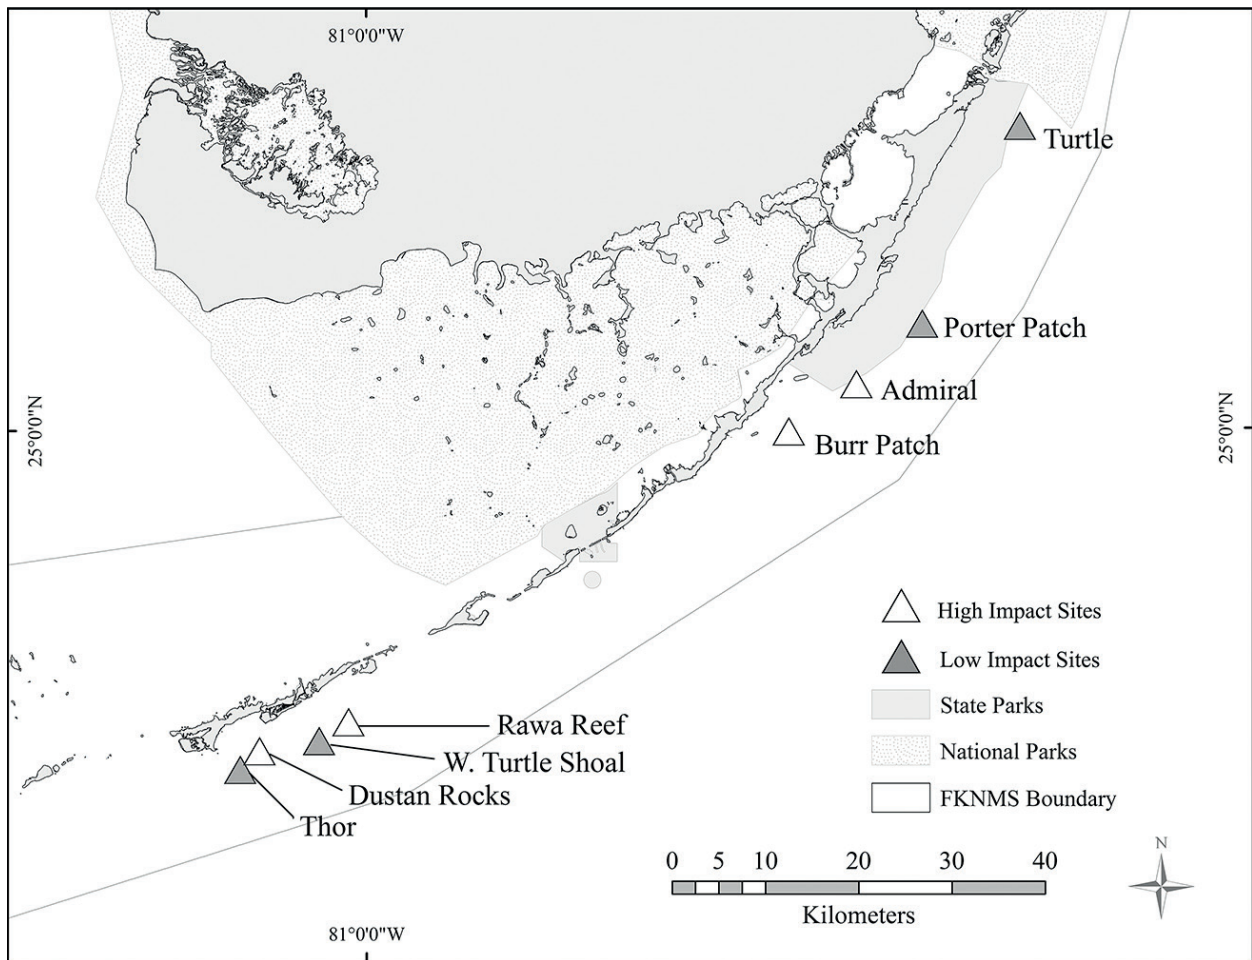 81°0'0"W
Turtle
Porter Patch
Admiral
25°0'0"N
25°0'0"N
Burr Patch
High Impact Sites
Low Impact Sites
State Parks
Rawa Reef
National Parks
W. Turtle Shoal
Dustan Rocks
FKNMS Boundary
Thor
N
0 5 10 20 30 40
Kilometers
81°0'0"W